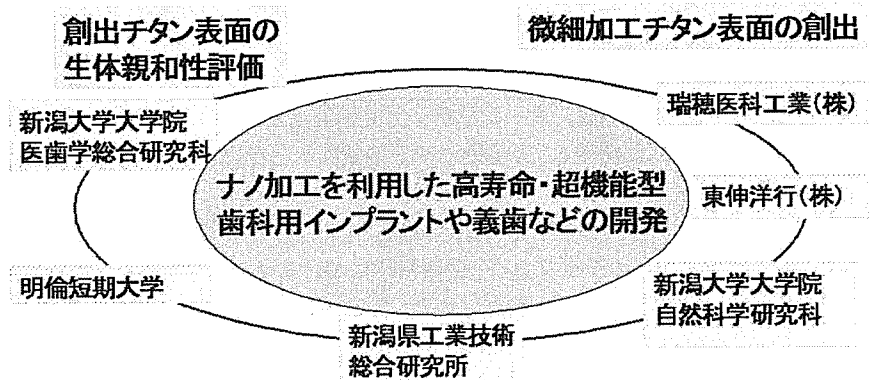 創出チタン表面の
生体親和性評価
微細加工チタン表面の創出
新潟大学大学院
医歯学総合研究科
瑞穂医科工業(株)
ナノ加工を利用した高寿命・超機能型
歯科用インプラントや義歯などの開発
東伸洋行(株)
明倫短期大学
新潟大学大学院
自然科学研究科
新潟県工業技術
総合研究所